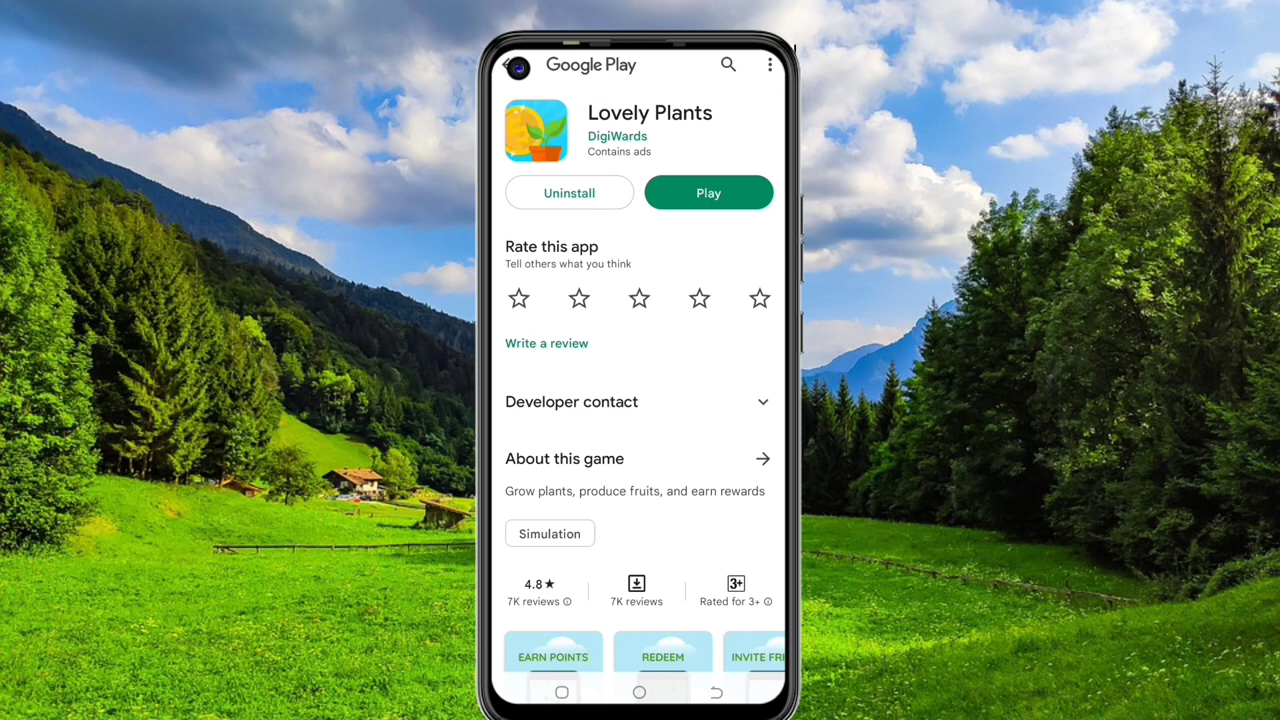 Google Play
Lovely Plants
DigiWards
Contains ads
Uninstall
Play
Rate this app
Tell others what you think
Write a review
Developer contact
About this game
Grow plants, produce fruits, and earn rewards
Simulation
4.8★
3+
7K reviews
7K reviews
Rated for 3+
EARN POINTS
REDEEM
INVITE FRI